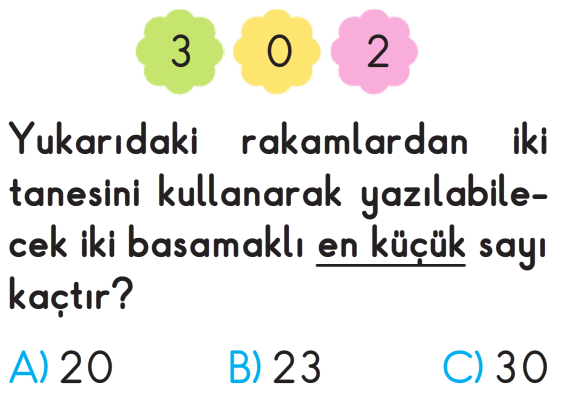 3 0 2
Yukarıdaki rakamlardan iki
tanesini kullanarak yazılabile-
cek iki basamaklı en küçük sayı
kaçtır?
A) 20 B) 23 C) 30